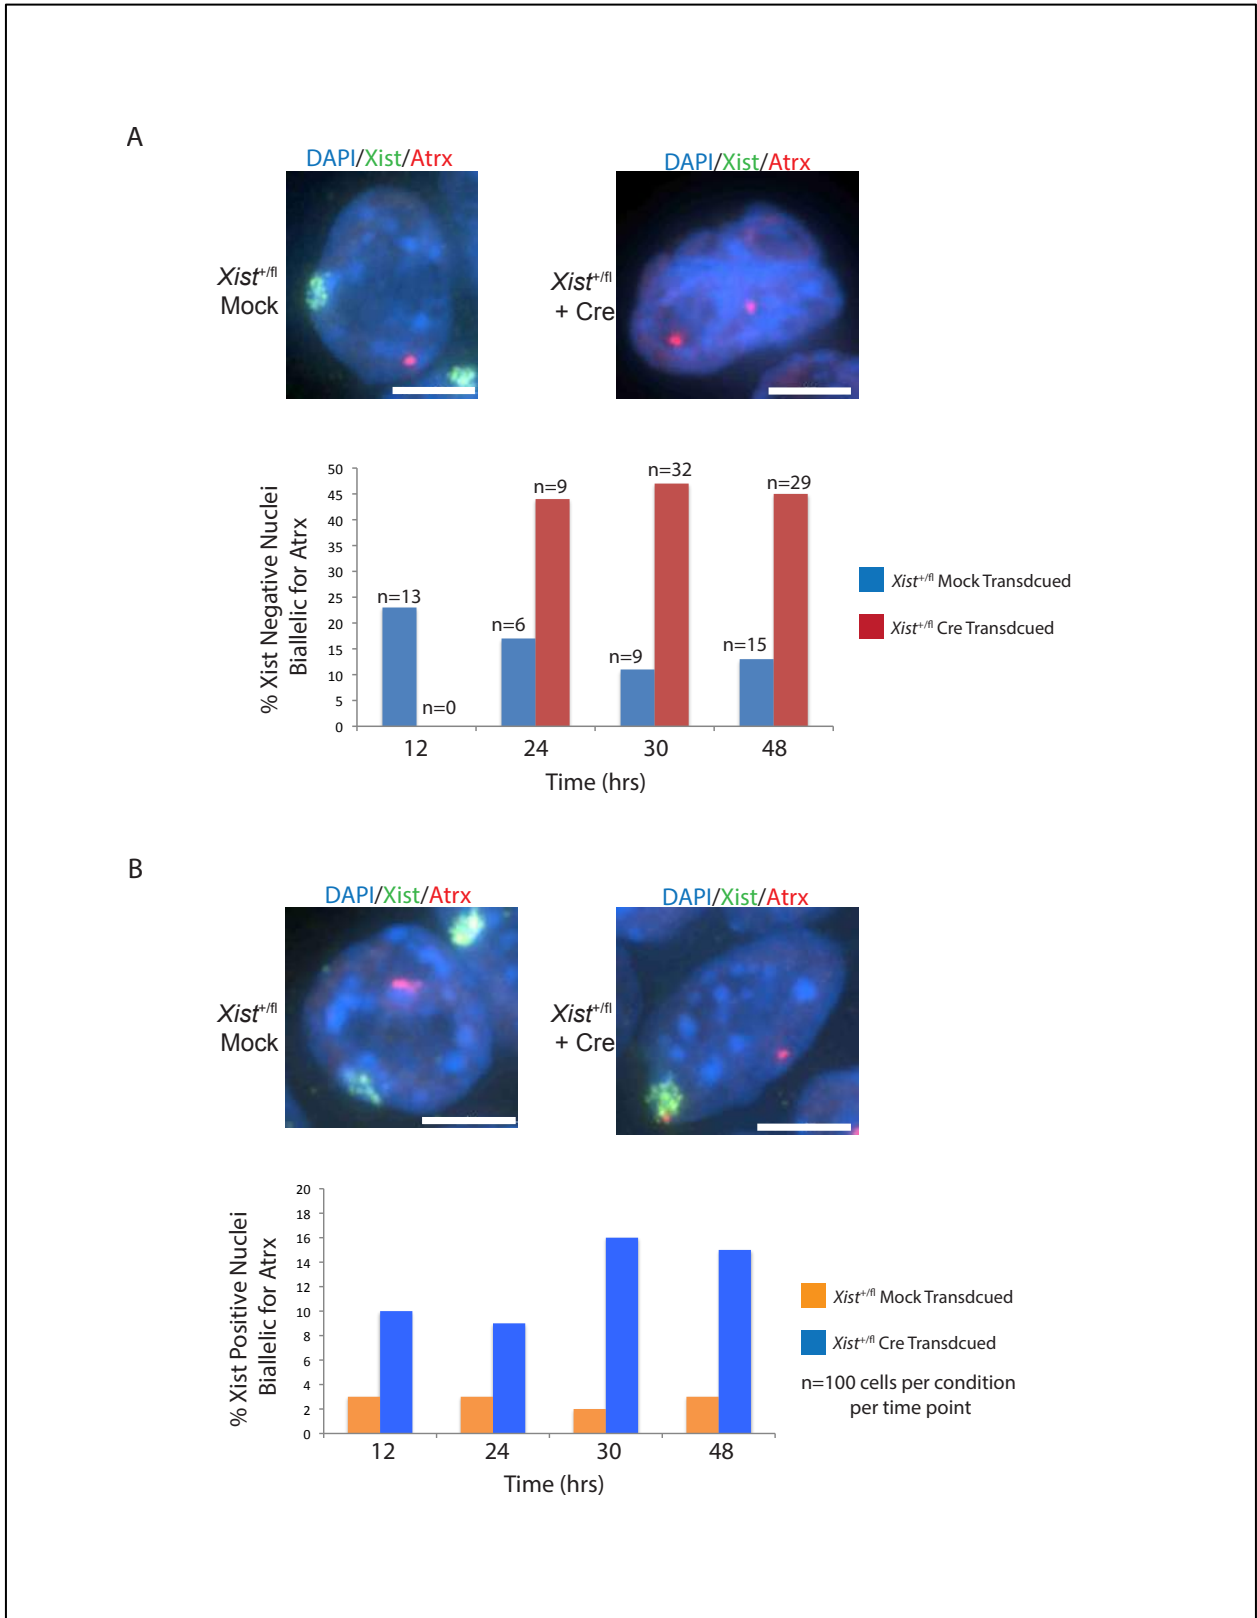 A
DAPI/Xist/Atrx
DAPI/Xist/Atrx
Xist+/fl
Mock
Xist+/fl
+ Cre
% Xist Negative Nuclei
Biallelic for Atrx
50
45
40
35
30
25
20
15
10
5
0
n=13
n=0
n=6
n=9
n=9
n=32
n=15
n=29
12
24
30
48
Time (hrs)
Xist+/fl Mock Transdcued
Xist+/fl Cre Transdcued
B
DAPI/Xist/Atrx
DAPI/Xist/Atrx
Xist+/fl
Mock
Xist+/fl
+ Cre
% Xist Positive Nuclei
Biallelic for Atrx
20
18
16
14
12
10
8
6
4
2
0
12
24
30
48
Time (hrs)
Xist+/fl Mock Transdcued
Xist+/fl Cre Transdcued
n=100 cells per condition
per time point